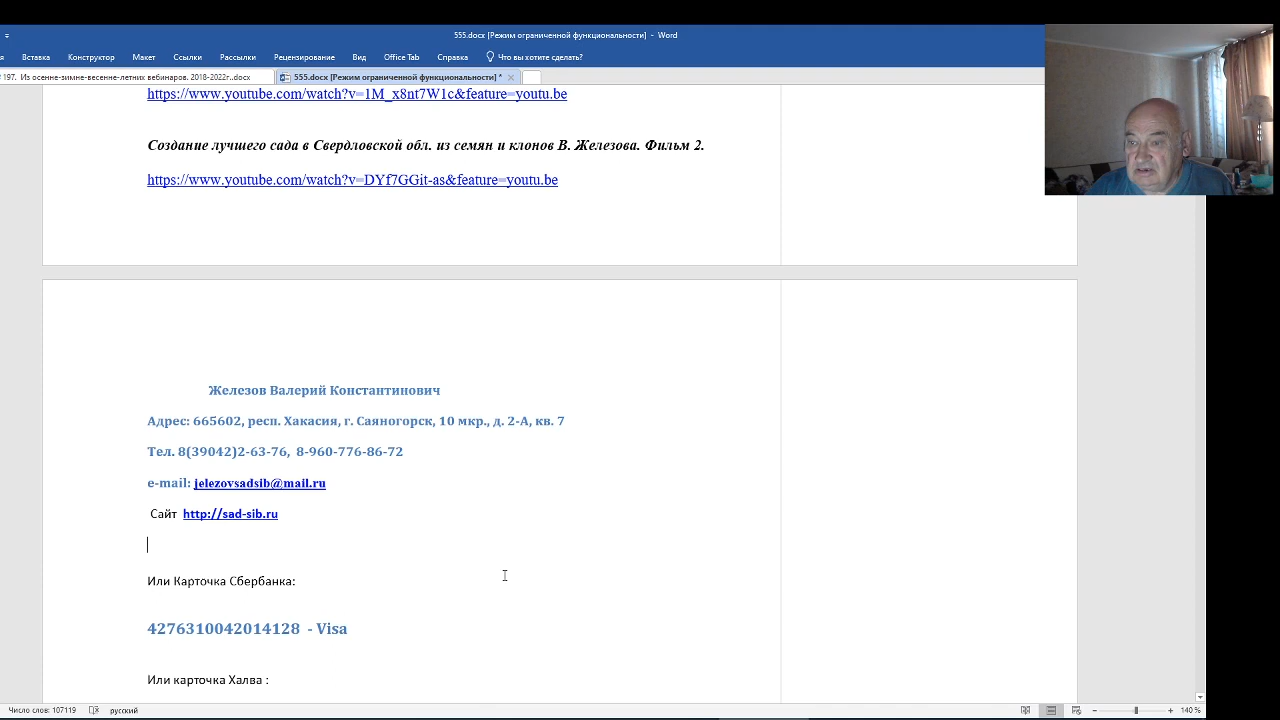 555.docx [Режим ограниченной функциональности] - Word
я Вставка Конструктор Макет Ссылки Рассылки Рецензирование Вид Office Tab Справка Что вы хотите сделать?
197. Из осенне-зимне-весенне-летних вебинаров. 2018-2022г..docx 555.docx [Режим ограниченной функциональности] *
https://www.youtube.com/watch?v=1M_x8nt7W1c&feature=youtu.be
Создание лучшего сада в Свердловской обл. из семян и клонов В. Железова. Фильм 2.
https://www.youtube.com/watch?v=DYf7GGit-as&feature=youtu.be
Железов Валерий Константинович
Адрес: 665602, респ. Хакасия, г. Саяногорск, 10 мкр., д. 2-А, кв. 7
Тел. 8(39042)2-63-76, 8-960-776-86-72
e-mail: jelezovsadsib@mail.ru
Сайт http://sad-sib.ru
Или Карточка Сбербанка:
4276310042014128 - Visa
Или карточка Халва :
Число слов: 107119 русский 140 %